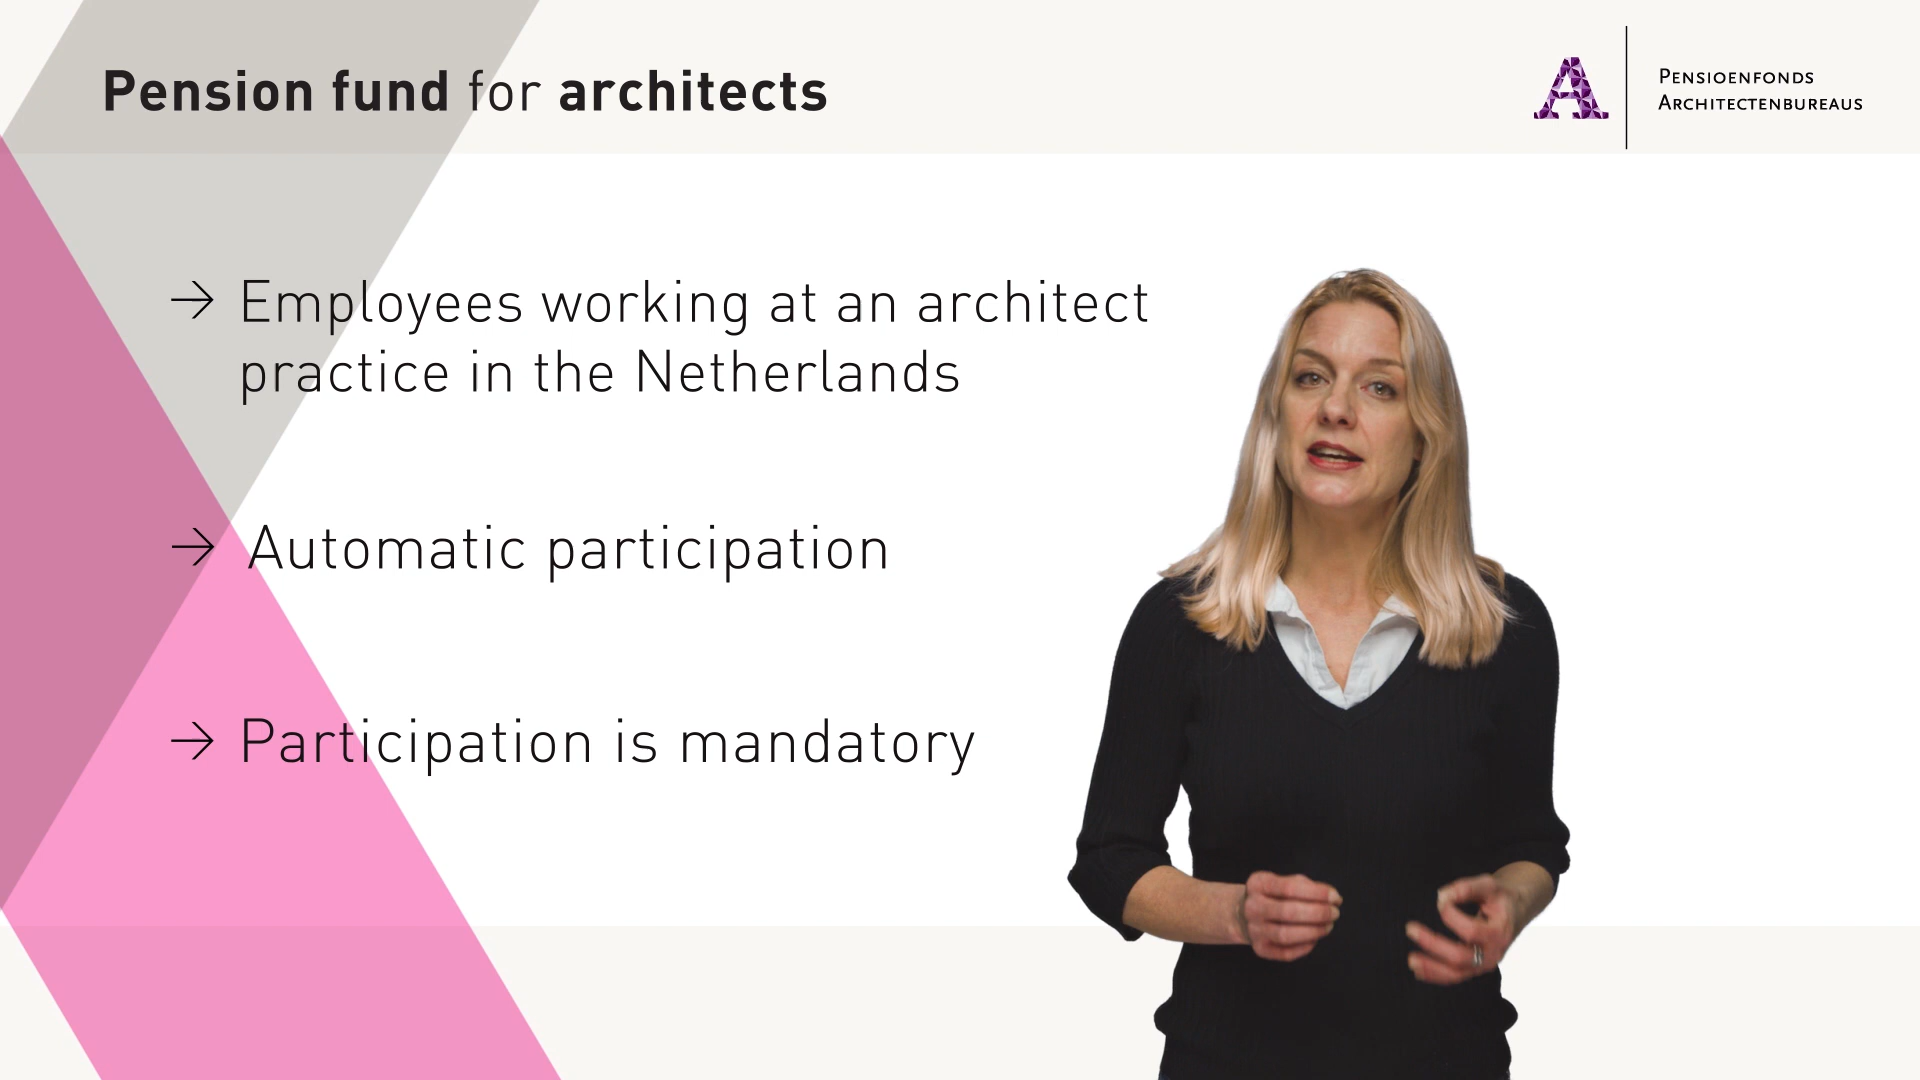 Pension fund for architects
PENSIOENFONDS
ARCHITECTENBUREAUS
→ Employees working at an architect
practice in the Netherlands
→ Automatic participation
→ Participation is mandatory